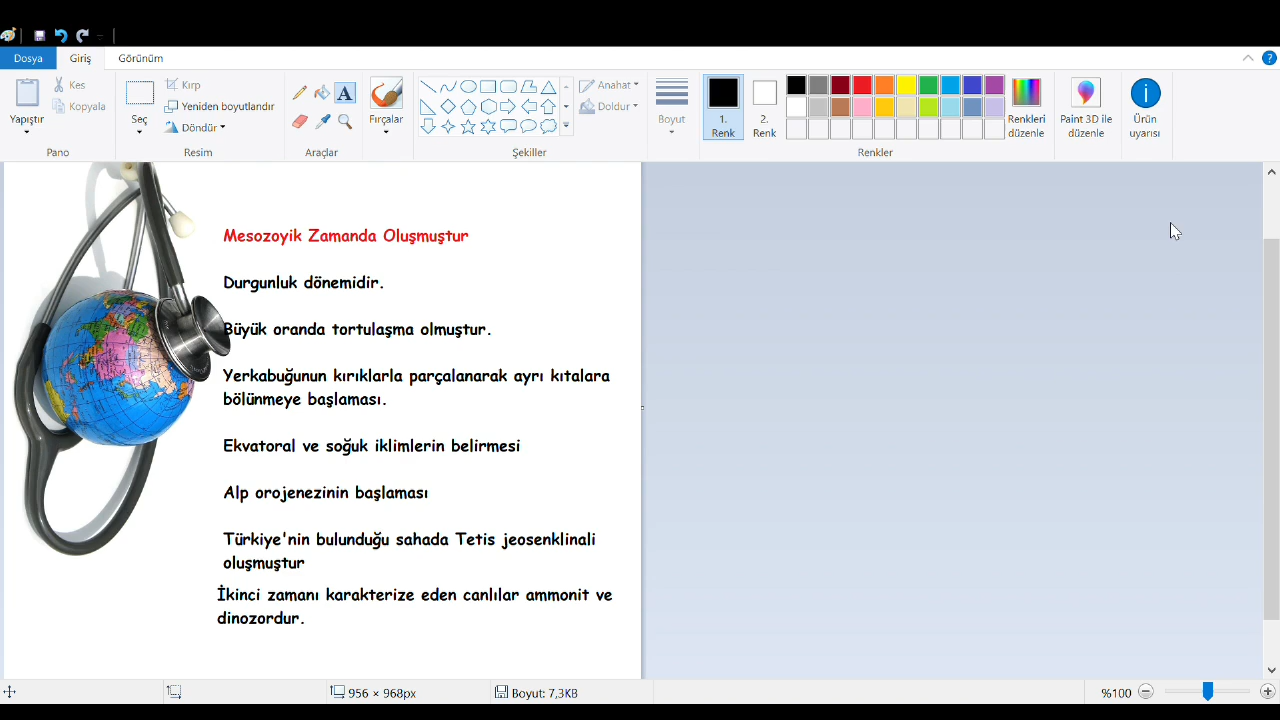 Dosya Giriş Görünüm
Kes
Kopyala
Yapıştır
Pano
Seç
Kırp
Yeniden boyutlandır
Döndür
Resim
A
Araçlar
Fırçalar
Şekiller
Anahat
Doldur
Boyut
1. Renk
2. Renk
Renkleri düzenle
Renkler
Paint 3D ile düzenle
Ürün uyarısı
Mesozoyik Zamanda Oluşmuştur
Durgunluk dönemidir.
Büyük oranda tortulaşma olmuştur.
Yerkabuğunun kırıklarla parçalanarak ayrı kıtalara
bölünmeye başlaması.
Ekvatoral ve soğuk iklimlerin belirmesi
Alp orojenezinin başlaması
Türkiye'nin bulunduğu sahada Tetis jeosenklinali
oluşmuştur
İkinci zamanı karakterize eden canlılar ammonit ve
dinozordur.
956 × 968px
Boyut: 7,3KB
%100